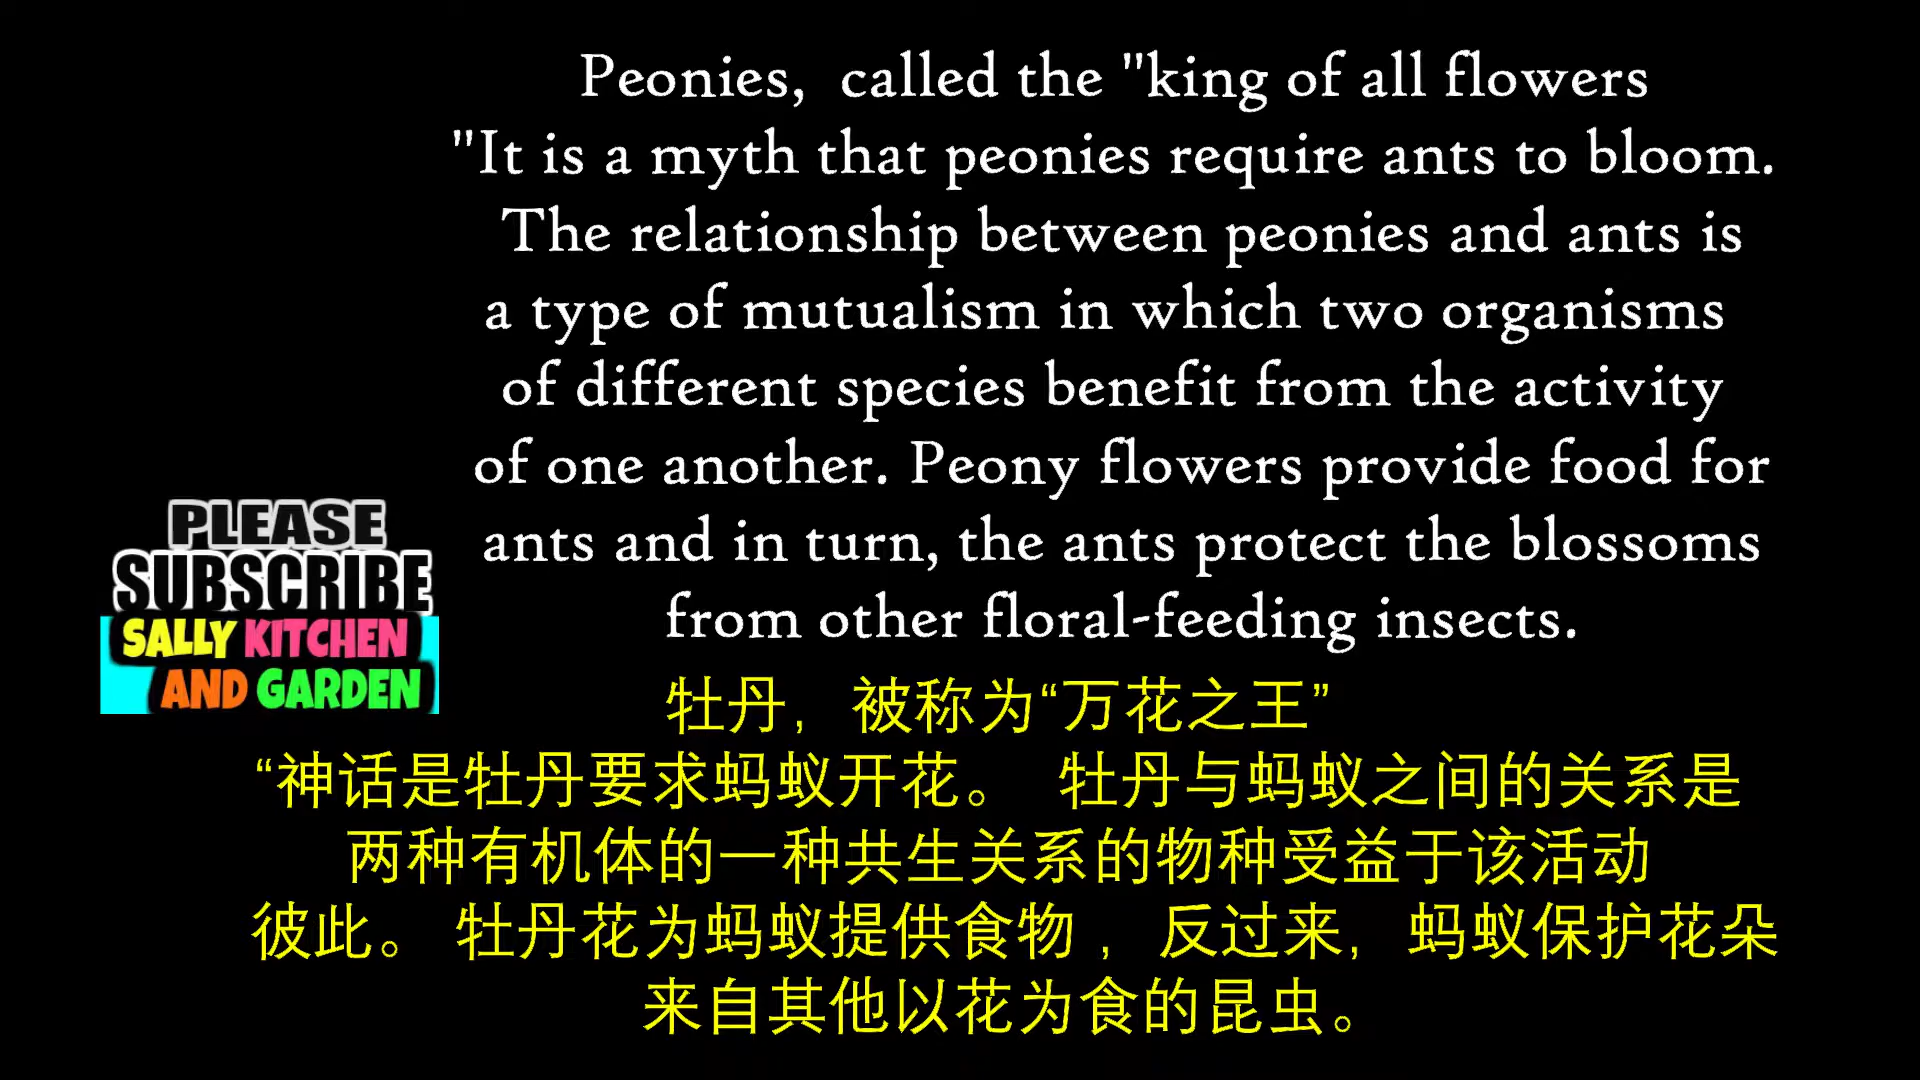 Peonies,  called the "king of all flowers
"It is a myth that peonies require ants to bloom.
The relationship between peonies and ants is
a type of mutualism in which two organisms
of different species benefit from the activity
of one another. Peony flowers provide food for
ants and in turn, the ants protect the blossoms
from other floral-feeding insects.
PLEASE
SUBSCRIBE
SALLY KITCHEN
AND GARDEN
牡丹，被称为“万花之王”
“神话是牡丹要求蚂蚁开花。 牡丹与蚂蚁之间的关系是
两种有机体的一种共生关系的物种受益于该活动
彼此。 牡丹花为蚂蚁提供食物，反过来，蚂蚁保护花朵
来自其他以花为食的昆虫。